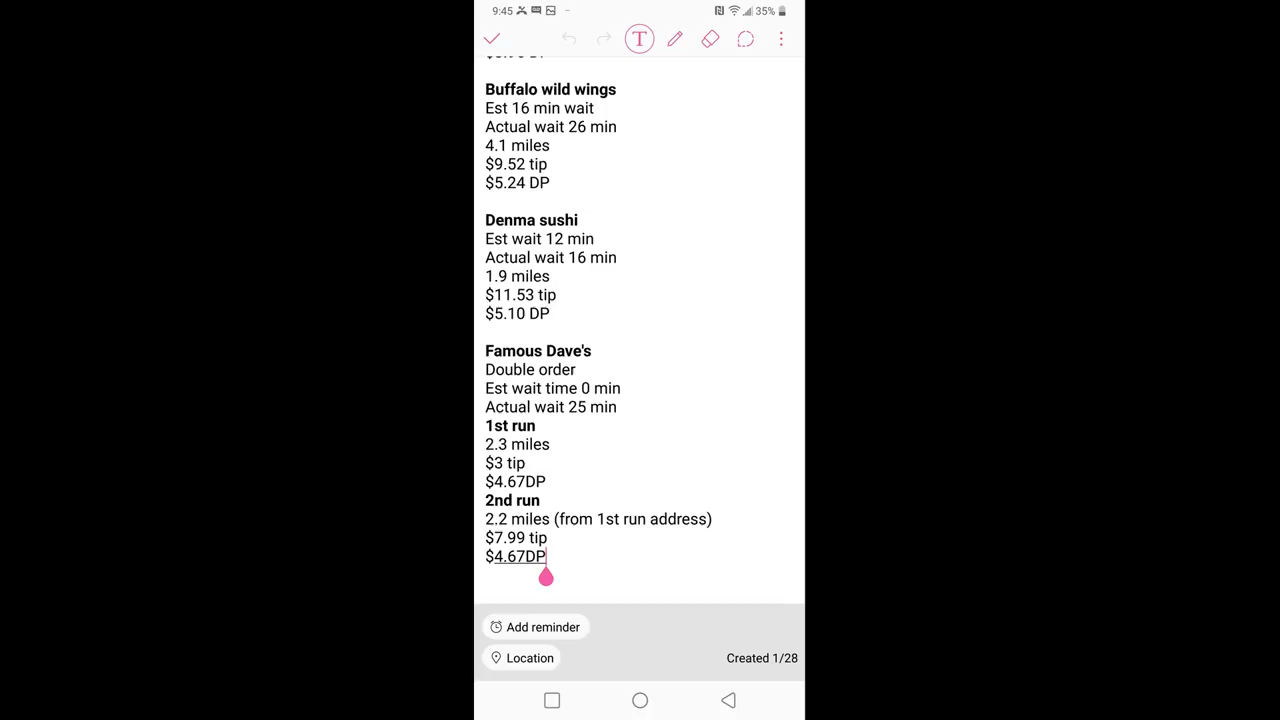 9:45
35%
T
Buffalo wild wings
Est 16 min wait
Actual wait 26 min
4.1 miles
$9.52 tip
$5.24 DP
Denma sushi
Est wait 12 min
Actual wait 16 min
1.9 miles
$11.53 tip
$5.10 DP
Famous Dave's
Double order
Est wait time 0 min
Actual wait 25 min
1st run
2.3 miles
$3 tip
$4.67DP
2nd run
2.2 miles (from 1st run address)
$7.99 tip
$4.67DP
Add reminder
Location
Created 1/28